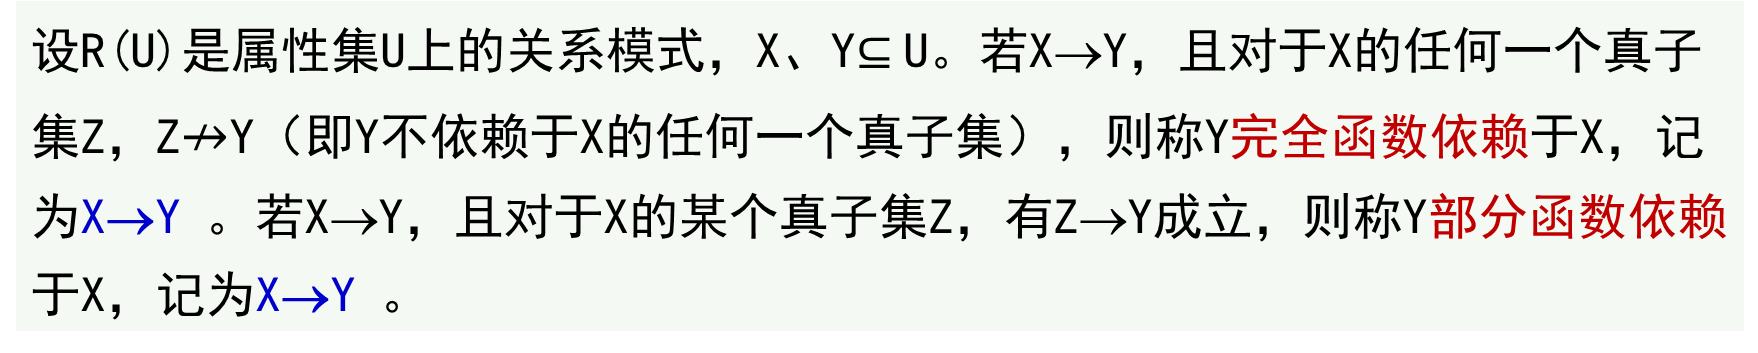 设R(U)是属性集U上的关系模式，X、Y⊆U。若X→Y，且对于X的任何一个真子
集Z，Z↛Y（即Y不依赖于X的任何一个真子集），则称Y完全函数依赖于X，记
为X→Y 。若X→Y，且对于X的某个真子集Z，有Z→Y成立，则称Y部分函数依赖
于X，记为X→Y 。